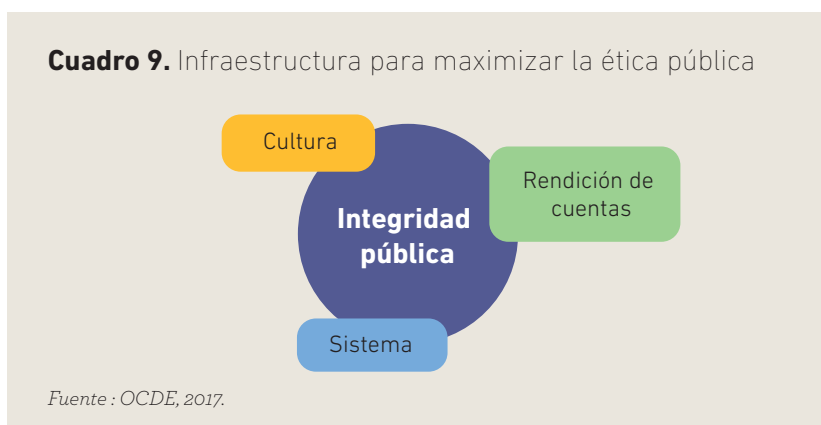 Cuadro 9. Infraestructura para maximizar la ética pública
Cultura
Rendición de
cuentas
Integridad
pública
Sistema
Fuente : OCDE, 2017.